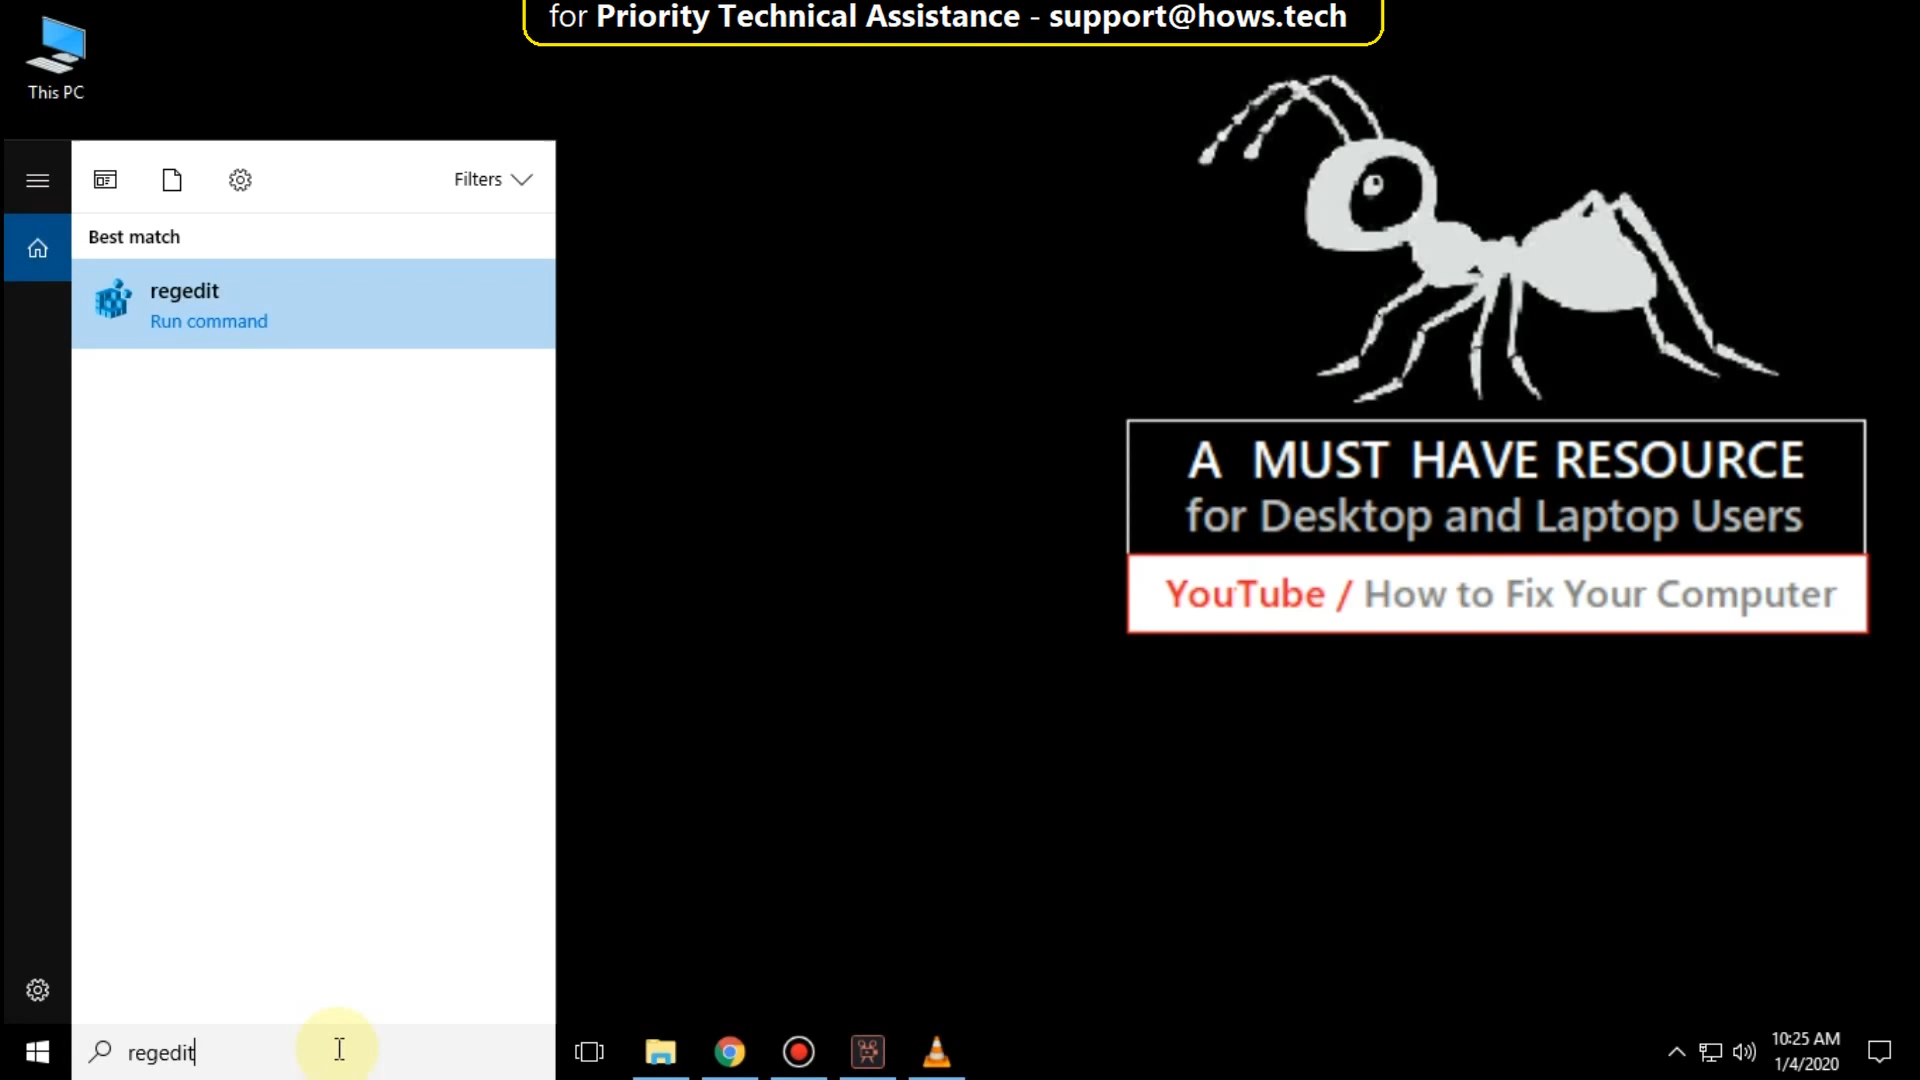 for Priority Technical Assistance - support@hows.tech
This PC
Filters
Best match
regedit
Run command
A MUST HAVE RESOURCE
for Desktop and Laptop Users
YouTube / How to Fix Your Computer
regedit
10:25 AM
1/4/2020